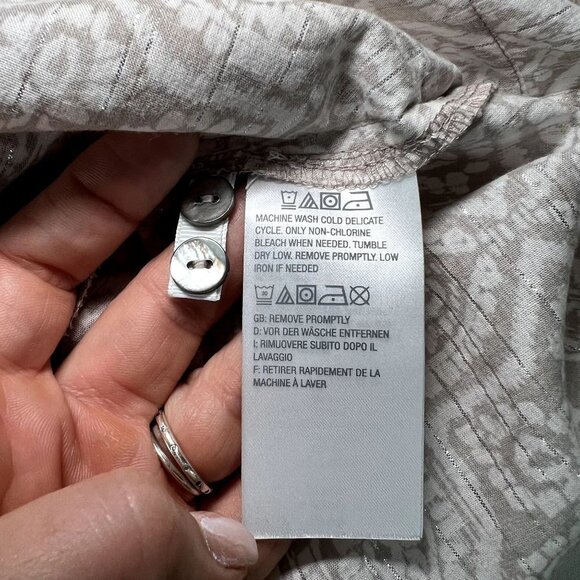 MACHINE WASH COLD DELICATE
CYCLE. ONLY NON-CHLORINE
BLEACH WHEN NEEDED. TUMBLE
DRY LOW. REMOVE PROMPTLY. LOW
IRON IF NEEDED
GB: REMOVE PROMPTLY
D: VOR DER WÄSCHE ENTFERNEN
I: RIMUOVERE SUBITO DOPO IL
LAVAGGIO
F: RETIRER RAPIDEMENT DE LA
MACHINE À LAVER